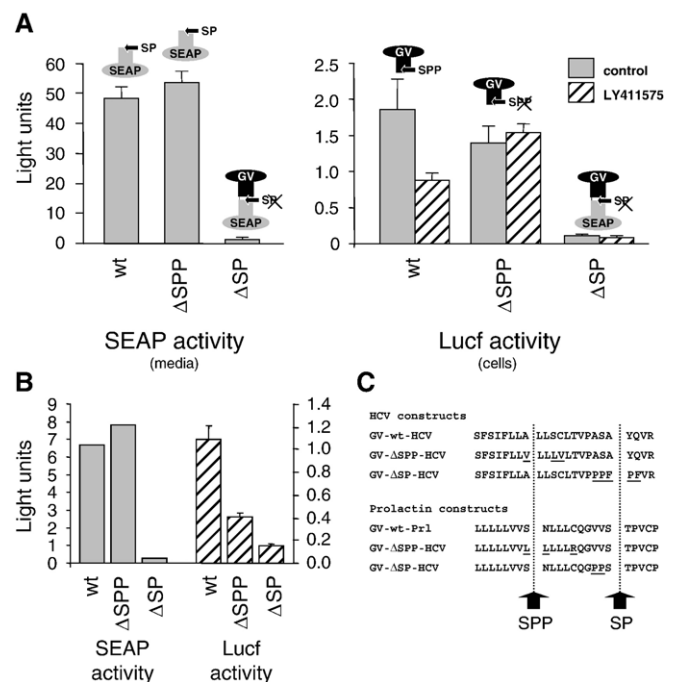 A
SP
SEAP
SP
SEAP
GV
SP
SEAP
Light units
60
50
40
30
20
10
0
wt
ΔSPP
ΔSP
SEAP activity
(media)
GV
SPP
GV
SPP
GV
SP
SEAP
control
LY411575
2.5
2.0
1.5
1.0
0.5
0
wt
ΔSPP
ΔSP
Lucf activity
(cells)
B
Light units
9
8
7
6
5
4
3
2
1
0
1.4
1.2
1.0
0.8
0.6
0.4
0.2
0.0
wt
ΔSPP
ΔSP
wt
ΔSPP
ΔSP
SEAP
activity
Lucf
activity
C
HCV constructs
GV-wt-HCV SFSIFLLA LLSCLTVPASA YQVR
GV-ΔSPP-HCV SFSIFLLV LLLVLTVPASA YQVR
GV-ΔSP-HCV SFSIFLLA LLSCLTVPPPF PFVR
Prolactin constructs
GV-wt-Prl LLLLLVVS NLLLCQGVVS TPVCP
GV-ΔSPP-HCV LLLLLVVL LLLLRQGVVS TPVCP
GV-ΔSP-HCV LLLLLVVS NLLLCQGPPS TPVCP
SPP SP